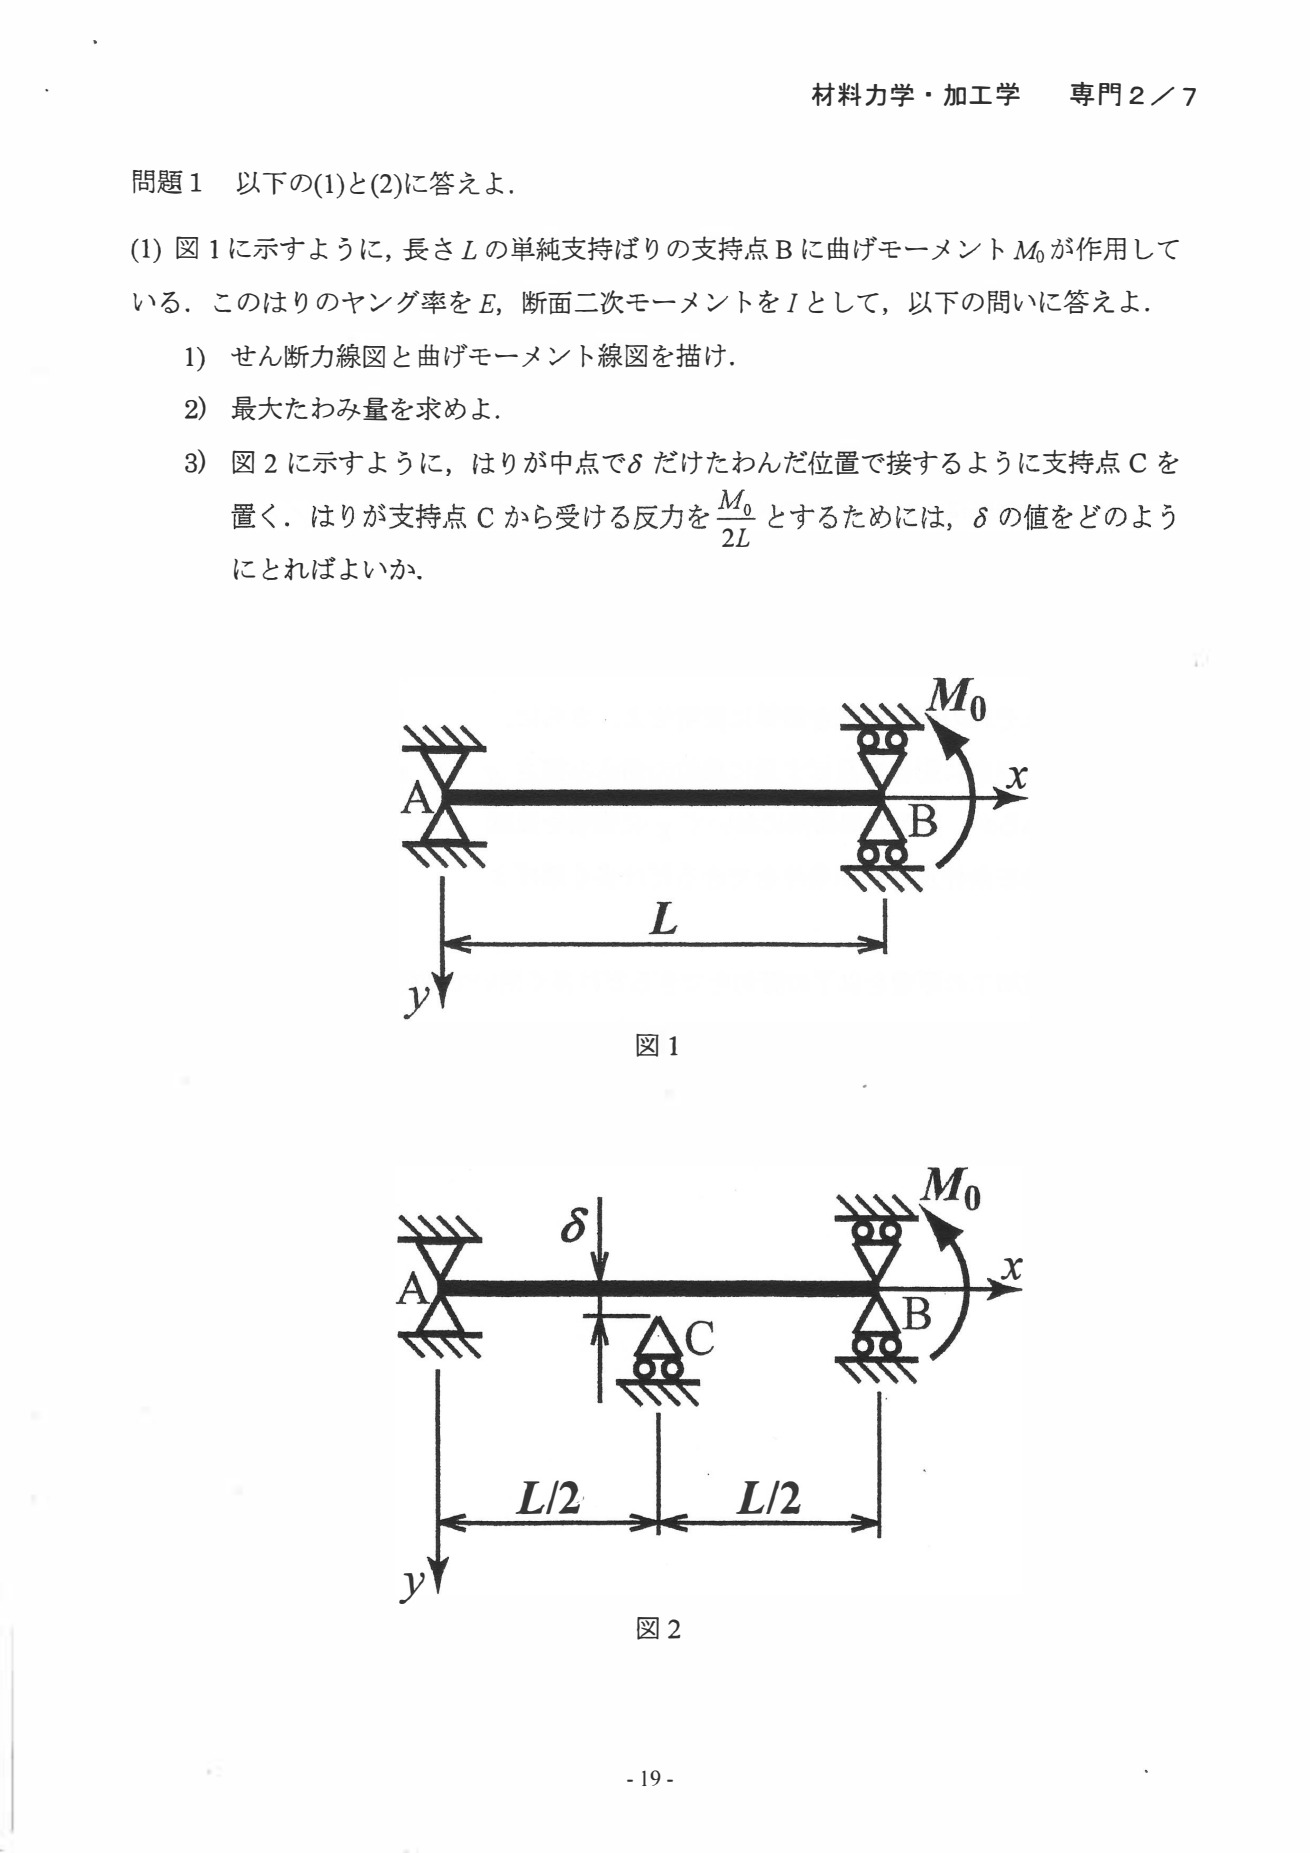 材料力学・加工学　専門２／７
問題１　以下の(1)と(2)に答えよ．
(1) 図 1 に示すように，長さ L の単純支持ばりの支持点 B に曲げモーメント M₀ が作用して
いる．このはりのヤング率を E，断面二次モーメントを I として，以下の問いに答えよ．
1)　せん断力線図と曲げモーメント線図を描け．
2)　最大たわみ量を求めよ．
3)　図 2 に示すように，はりが中点でδ だけたわんだ位置で接するように支持点 C を
置く．はりが支持点 C から受ける反力を M₀/2L とするためには，δ の値をどのよう
にとればよいか．
M₀
A
x
B
L
y
図 1
M₀
δ
A
x
B
C
L/2
L/2
y
図 2
- 19 -